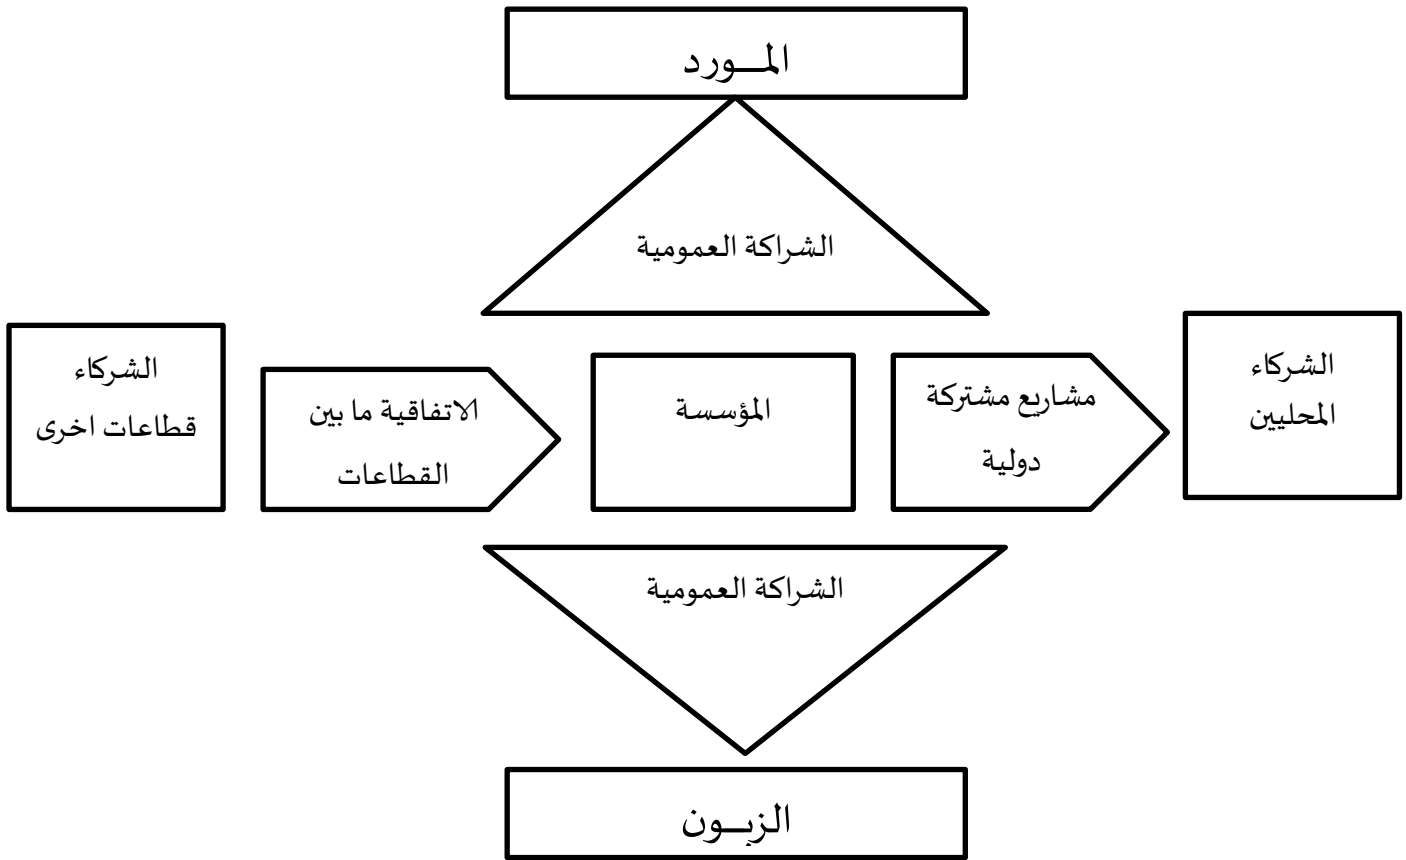 المــورد
الشراكة العمومية
الشركاء
المحليين
مشاريع مشتركة
دولية
المؤسسة
الاتفاقية ما بين
القطاعات
الشركاء
قطاعات اخرى
الشراكة العمومية
الزبــون